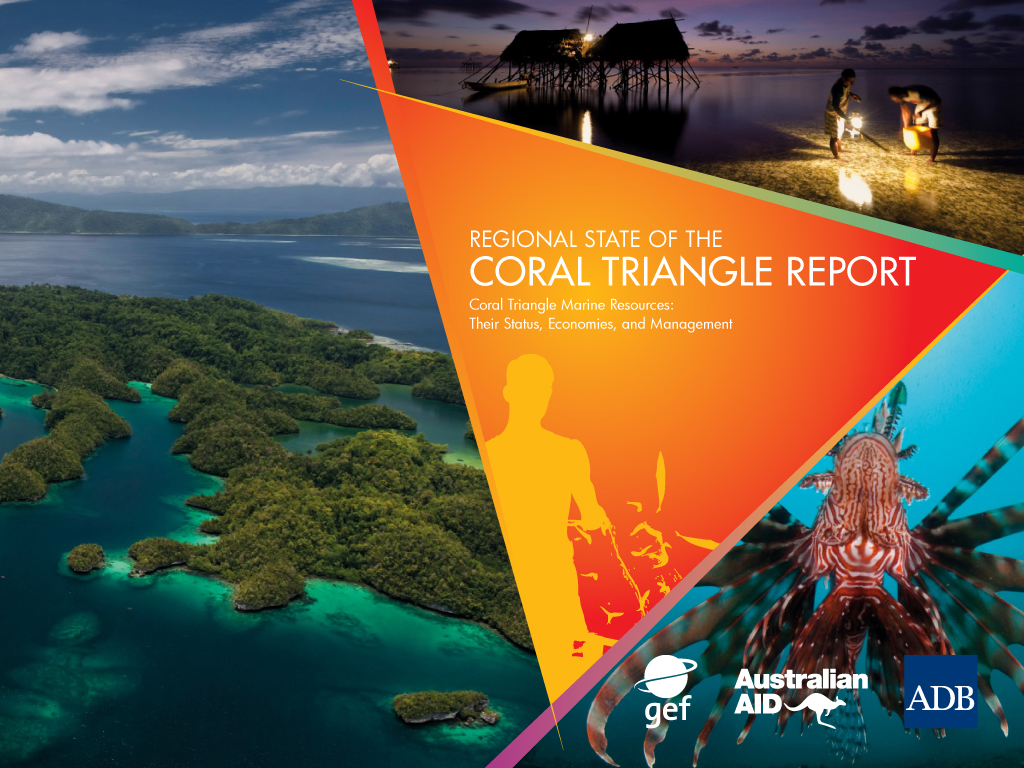 REGIONAL STATE OF THE
CORAL TRIANGLE REPORT
Coral Triangle Marine Resources:
Their Status, Economies, and Management
gef
Australian
AID
ADB